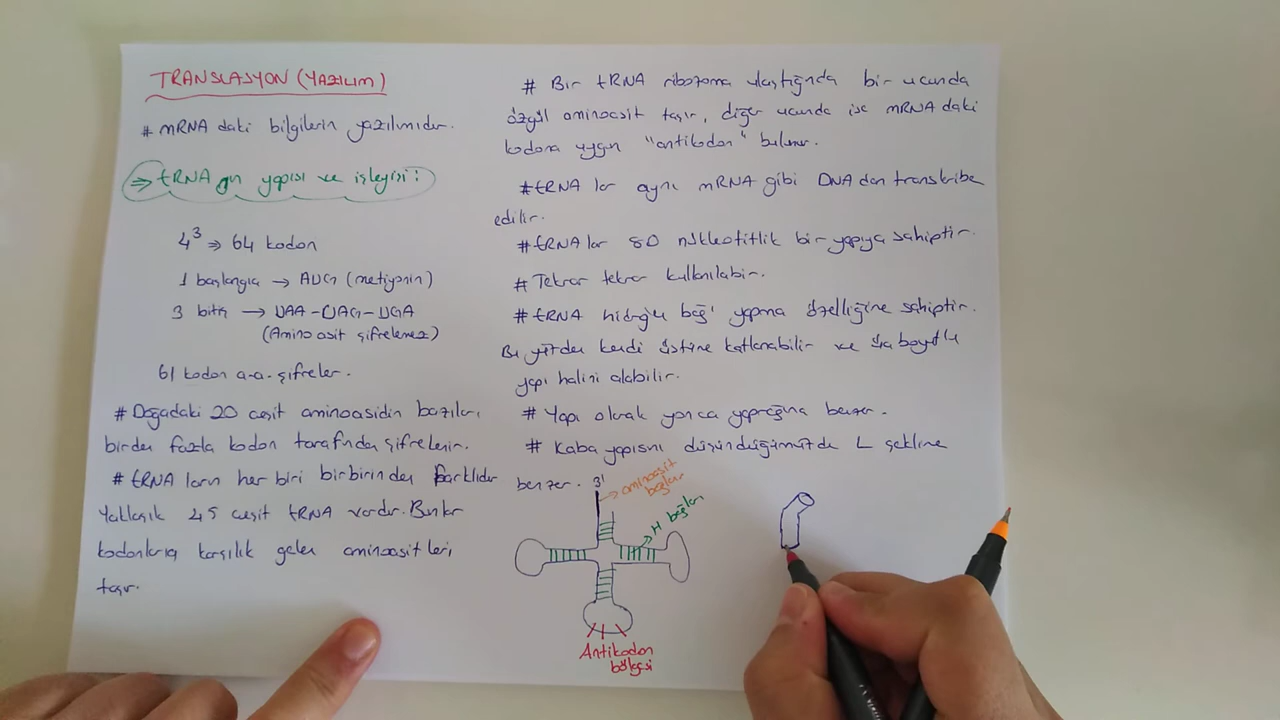 TRANSLASYON (YAZILIM)
# mRNA daki bilgilerin yazılımıdır.
⇒ tRNA nın yapısı ve işleyişi:
4³ ⇒ 64 kodon
1 başlangıç → AUG (metiyonin)
3 bitiş → UAA - UAG - UGA
(Amino asit şifrelemez)
61 kodon a.a. şifreler.
# Doğadaki 20 çeşit aminoasidin bazıları,
birden fazla kodon tarafından şifrelenir.
# tRNA ların her biri birbirinden farklıdır
Yaklaşık 45 çeşit tRNA vardır. Bunlar
kodonlara karşılık gelen aminoasitleri,
taşır.
# Bir tRNA ribozoma ulaştığında bir ucunda
özgül aminoasit taşır, diğer ucunda ise mRNA daki
kodona uygun "antikodon" bulunur.
# tRNA lar aynı mRNA gibi DNA dan transkribe
edilir.
# tRNA lar 80 nükleotitlik bir yapıya sahiptir.
# Tekrar tekrar kullanılabir.
# tRNA hidrojen bağı yapma özelliğine sahiptir.
Bu yüzden kendi üstüne katlanabilir ve üç boyutlu
yapı halini alabilir.
# Yapı olarak yonca yaprağına benzer.
# Kaba yapısını düşündüğümüzde L şekline
benzer.
3'
aminoasit
bağlanır
H bağları
Antikodon
bölgesi